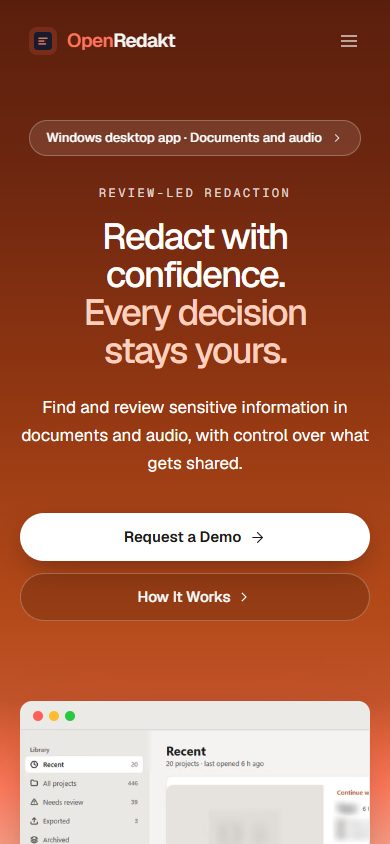 OpenRedakt
Windows desktop app · Documents and audio
REVIEW-LED REDACTION
Redact with
confidence.
Every decision
stays yours.
Find and review sensitive information in
documents and audio, with control over what
gets shared.
Request a Demo
How It Works
Library
Recent 20
All projects 446
Needs review 39
Exported 3
Archived
Recent
20 projects · last opened 6 h ago
Continue w